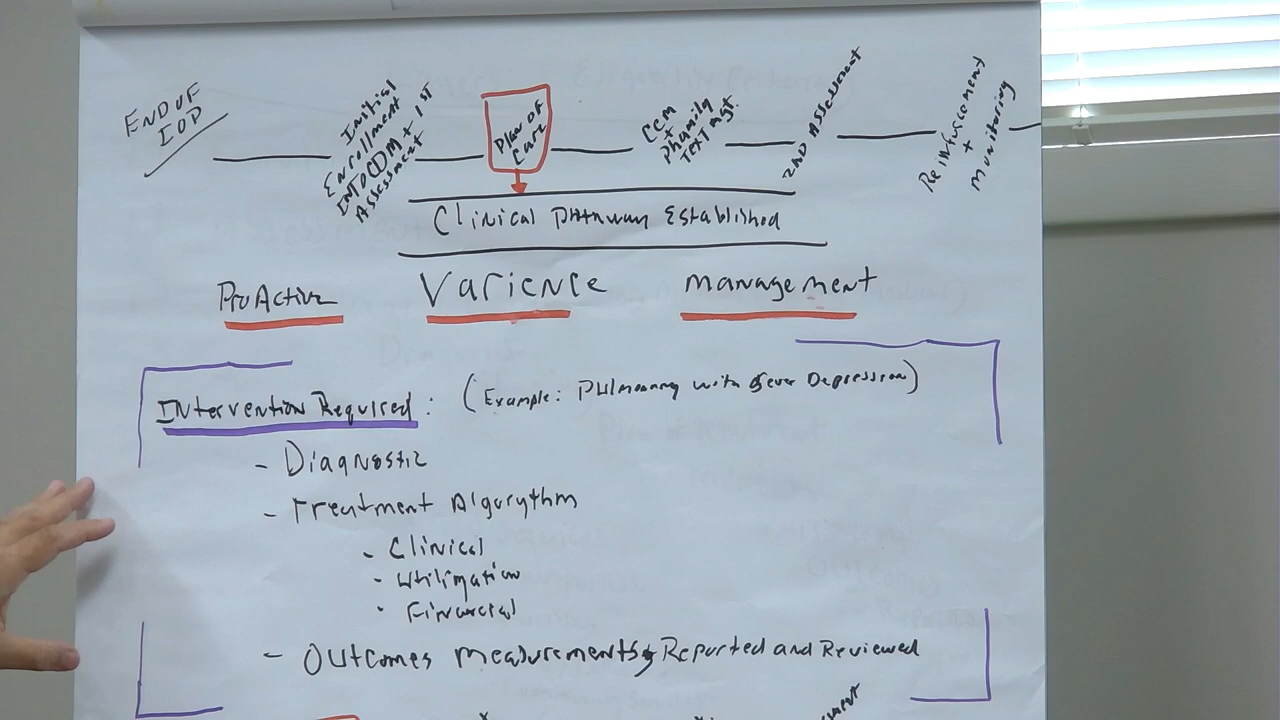 END OF
IOP
Initial
Enrollment
INTO CDM + 1st
Assessment
Plan of
Care
CCM
+
Phamily
TEXT Mgt.
2ND ASSESSMENT
Reinforcement
+
Monitoring
Clinical Pathway Established
ProActive Varience management
INtervention Required: (Example: Pulmonary with sever Depression)
- Diagnostic
- Treatment Algorythm
- Clinical
- Utilization
- Financial
- Outcomes measurements, Reported and Reviewed